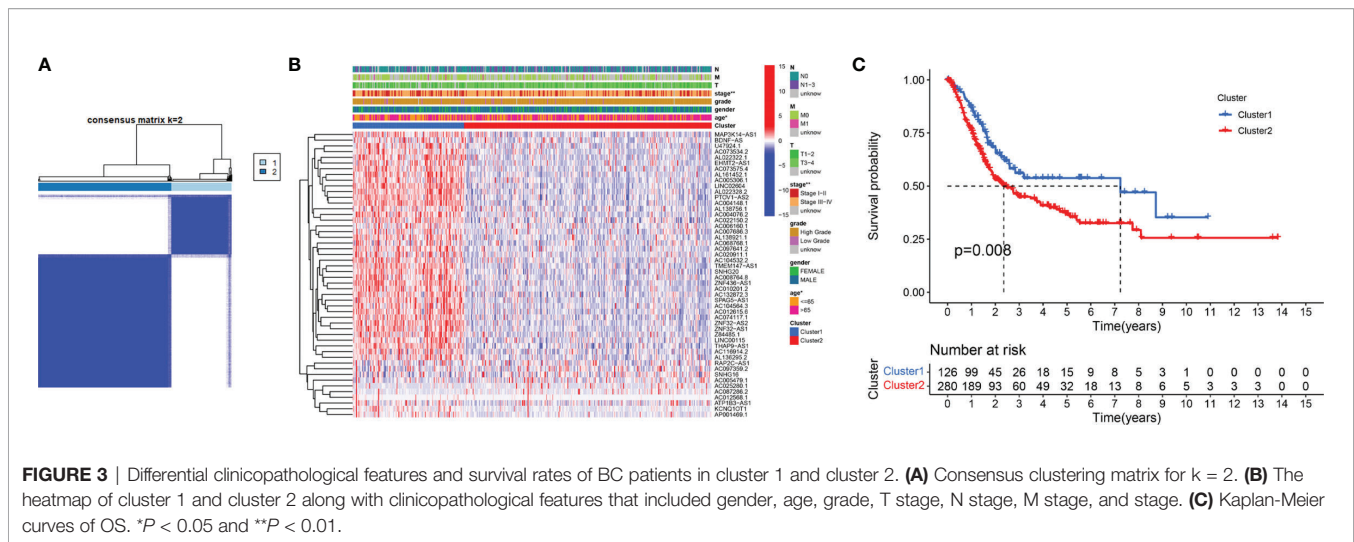 A
consensus matrix k=2
1
2
B
N
M
T
stage**
grade
gender
age*
Cluster
MAP3K14−AS1
BDNF−AS
U47924.1
AC073534.2
AL022322.1
EHMT2−AS1
AC073575.4
AL161452.1
AC005306.1
LINC02604
AL022328.2
PTOV1−AS2
AC004148.1
AL138756.1
AC004076.2
AC022150.2
AC006160.1
AC007686.3
AL138921.1
AC068768.1
AC097641.2
AC020911.1
AC104532.2
TMEM147−AS1
SNHG20
AC008764.8
ZNF436−AS1
AC010201.2
AC132872.3
SPAG5−AS1
AC104564.3
AC012615.6
AC074117.1
ZNF32−AS2
ZNF32−AS1
Z84485.1
LINC00115
THAP9−AS1
AC116914.2
AL136295.2
RAP2C−AS1
AC097359.2
SNHG16
AC005479.1
AC025280.1
AC087286.2
AC012568.1
ATP1B3−AS1
KCNQ1OT1
AP001469.1
15
10
5
0
−5
−10
−15
N
N0
N1−3
unknow
M
M0
M1
unknow
T
T1−2
T3−4
unknow
stage**
Stage I−II
Stage III−IV
unknow
grade
High Grade
Low Grade
unknow
gender
FEMALE
MALE
age*
<=65
>65
Cluster
Cluster1
Cluster2
C
Survival probability
1.00
0.75
0.50
0.25
0.00
p=0.008
Cluster
Cluster1
Cluster2
0 1 2 3 4 5 6 7 8 9 10 11 12 13 14 15
Time(years)
Number at risk
Cluster
Cluster1 126 99 45 26 18 15 9 8 5 3 1 0 0 0 0 0
Cluster2 280 189 93 60 49 32 18 13 8 6 5 3 3 3 0 0
0 1 2 3 4 5 6 7 8 9 10 11 12 13 14 15
Time(years)
FIGURE 3 | Differential clinicopathological features and survival rates of BC patients in cluster 1 and cluster 2. (A) Consensus clustering matrix for k = 2. (B) The
heatmap of cluster 1 and cluster 2 along with clinicopathological features that included gender, age, grade, T stage, N stage, M stage, and stage. (C) Kaplan-Meier
curves of OS. *P < 0.05 and **P < 0.01.